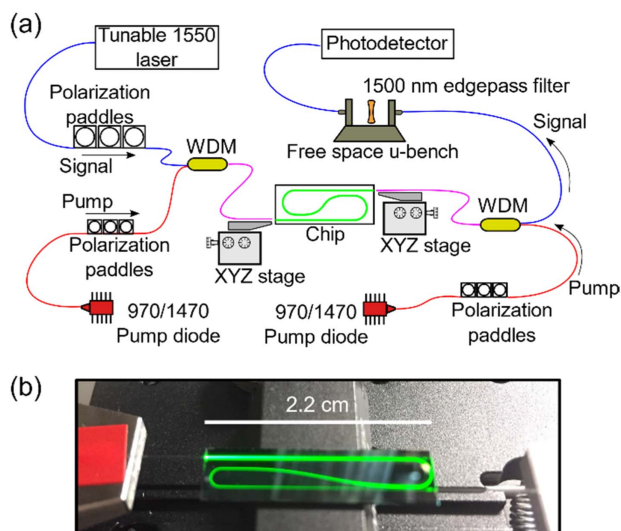 (a)
Tunable 1550
laser
Photodetector
Polarization
paddles
1500 nm edgepass filter
Signal
WDM
Free space u-bench
Signal
Pump
WDM
Polarization
paddles
Chip
XYZ stage
XYZ stage
Pump
970/1470
Pump diode
970/1470
Pump diode
Polarization
paddles
(b)
2.2 cm